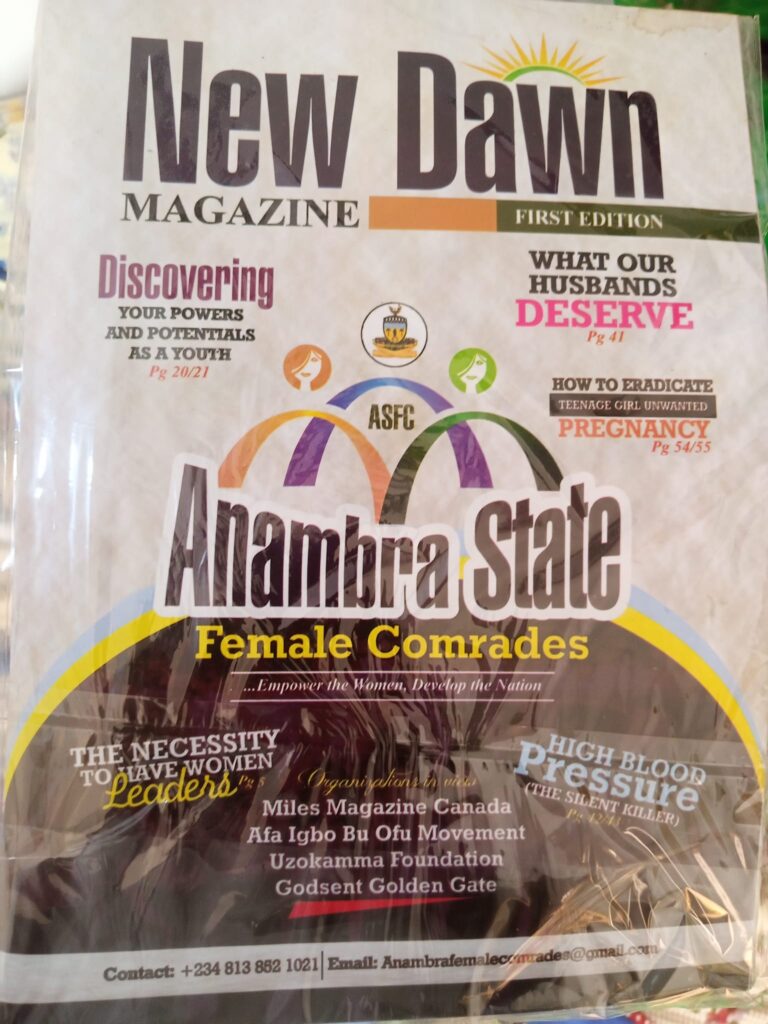 New Dawn
MAGAZINE
FIRST EDITION
Discovering
YOUR POWERS
AND POTENTIALS
AS A YOUTH
Pg 20/21
WHAT OUR
HUSBANDS
DESERVE
Pg 41
HOW TO ERADICATE
TEENAGE GIRL UNWANTED
PREGNANCY
Pg 54/55
ASFC
Anambra State
Female Comrades
...Empower the Women, Develop the Nation
THE NECESSITY
TO HAVE WOMEN
Leaders Pg 5
HIGH BLOOD
Pressure
(THE SILENT KILLER)
Organizations in view
Miles Magazine Canada
Afa Igbo Bu Ofu Movement
Uzokamma Foundation
Godsent Golden Gate
Contact: +234 813 852 1021 Email: Anambrafemalecomrades@gmail.com